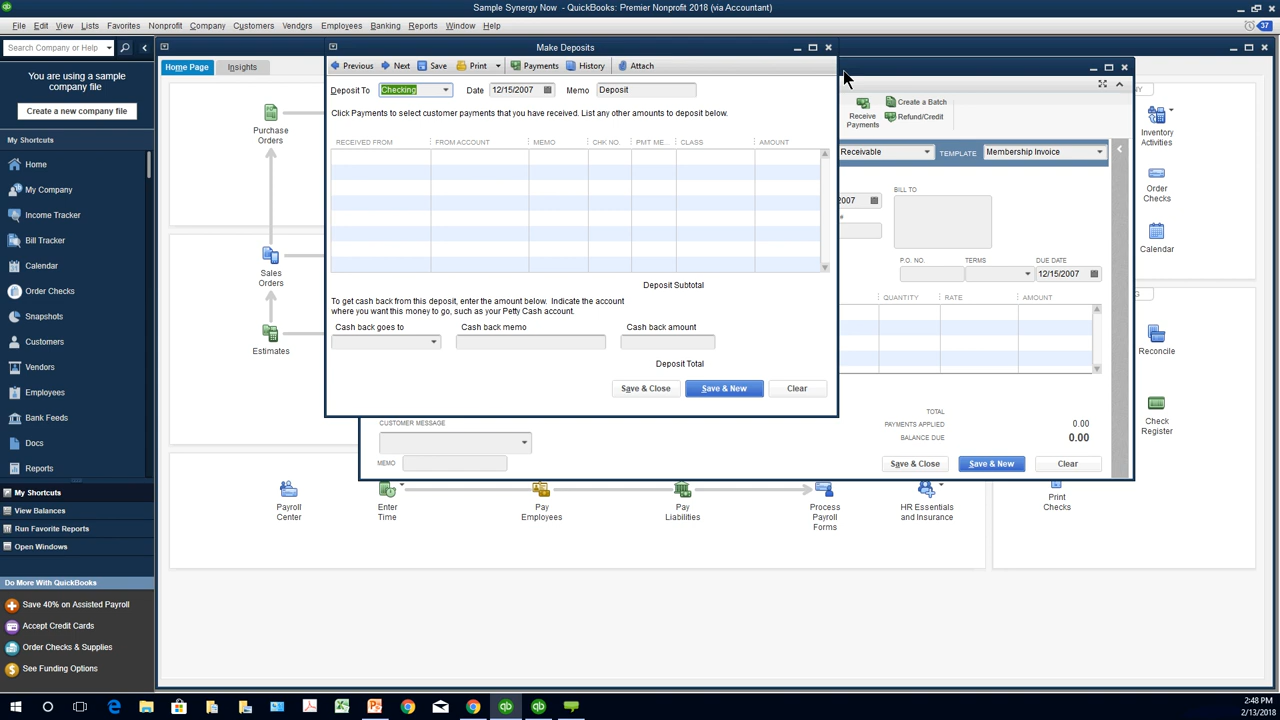 Sample Synergy Now - QuickBooks: Premier Nonprofit 2018 (via Accountant)
File Edit View Lists Favorites Nonprofit Company Customers Vendors Employees Banking Reports Window Help
37
Search Company or Help
You are using a sample company file
Create a new company file
My Shortcuts
Home
My Company
Income Tracker
Bill Tracker
Calendar
Order Checks
Snapshots
Customers
Vendors
Employees
Bank Feeds
Docs
Reports
My Shortcuts
View Balances
Run Favorite Reports
Open Windows
Do More With QuickBooks
Save 40% on Assisted Payroll
Accept Credit Cards
Order Checks & Supplies
See Funding Options
Home Page Insights
Purchase Orders
Sales Orders
Estimates
Make Deposits
Previous Next Save Print Payments History Attach
Deposit To Checking Date 12/15/2007 Memo Deposit
Click Payments to select customer payments that you have received. List any other amounts to deposit below.
RECEIVED FROM FROM ACCOUNT MEMO CHK NO. PMT ME... CLASS AMOUNT
Deposit Subtotal
To get cash back from this deposit, enter the amount below. Indicate the account
where you want this money to go, such as your Petty Cash account.
Cash back goes to Cash back memo Cash back amount
Deposit Total
Save & Close Save & New Clear
Receive Payments
Create a Batch
Refund/Credit
Receivable TEMPLATE Membership Invoice
2007
BILL TO
P.O. NO. TERMS DUE DATE
12/15/2007
QUANTITY RATE AMOUNT
CUSTOMER MESSAGE
MEMO
TOTAL
PAYMENTS APPLIED 0.00
BALANCE DUE 0.00
Save & Close Save & New Clear
Payroll Center
Enter Time
Pay Employees
Pay Liabilities
Process Payroll Forms
HR Essentials and Insurance
Inventory Activities
Order Checks
Calendar
Reconcile
Check Register
Print Checks
2:48 PM
2/13/2018